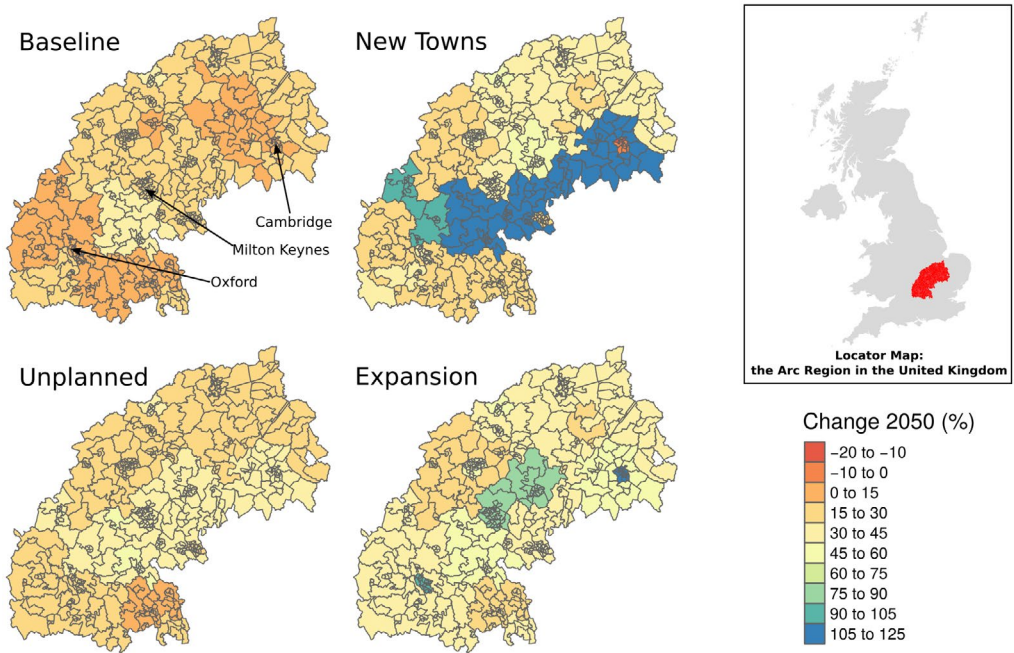 Baseline
New Towns
Cambridge
Milton Keynes
Oxford
Locator Map:
the Arc Region in the United Kingdom
Unplanned
Expansion
Change 2050 (%)
−20 to −10
−10 to 0
0 to 15
15 to 30
30 to 45
45 to 60
60 to 75
75 to 90
90 to 105
105 to 125